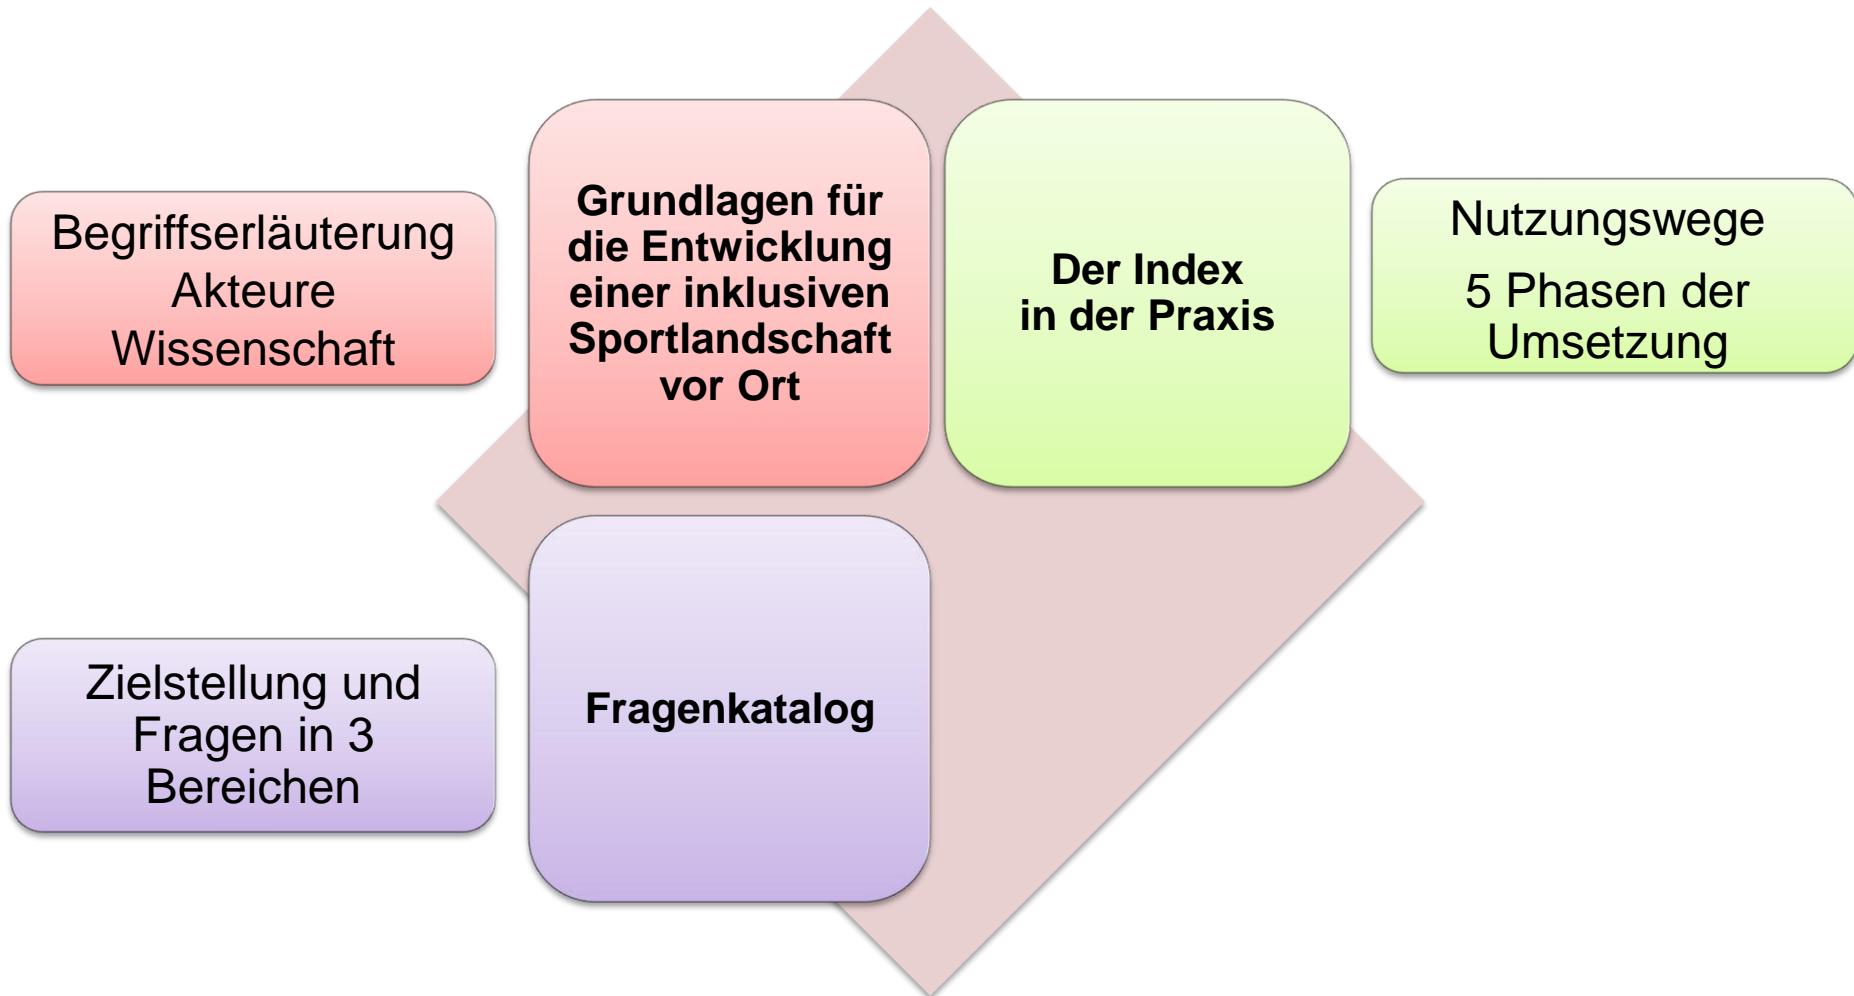 Begriffserläuterung
Akteure
Wissenschaft
Grundlagen für
die Entwicklung
einer inklusiven
Sportlandschaft
vor Ort
Der Index
in der Praxis
Nutzungswege
5 Phasen der
Umsetzung
Zielstellung und
Fragen in 3
Bereichen
Fragenkatalog